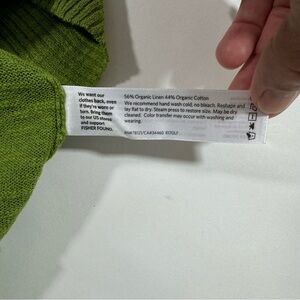 We want our
clothes back, even
if they're worn or
torn. Bring them
to our US stores
and support
FISHER FOUND.
56% Organic Linen 44% Organic Cotton
We recommend hand wash cold, no bleach. Reshape and
lay flat to dry. Steam press to restore size. May be dry
cleaned. Color transfer may occur with washing and
wearing.